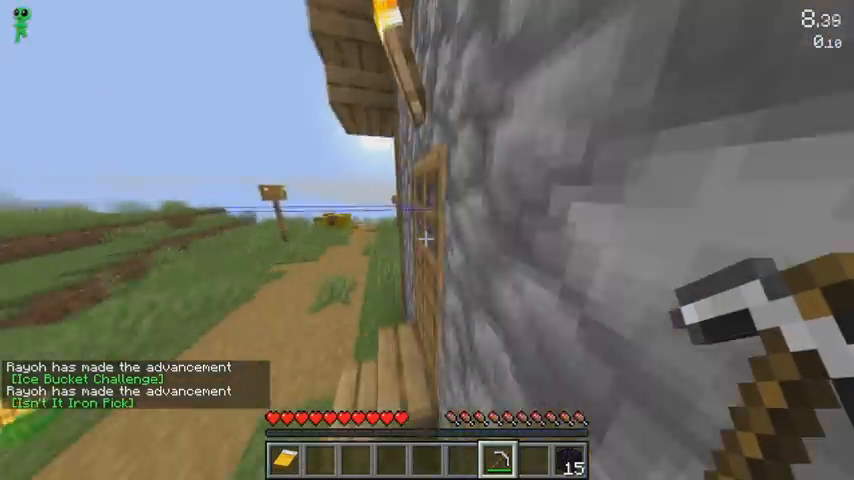 8.39
0.10
Rayoh has made the advancement
[Ice Bucket Challenge]
Rayoh has made the advancement
[Isn't It Iron Pick]
15